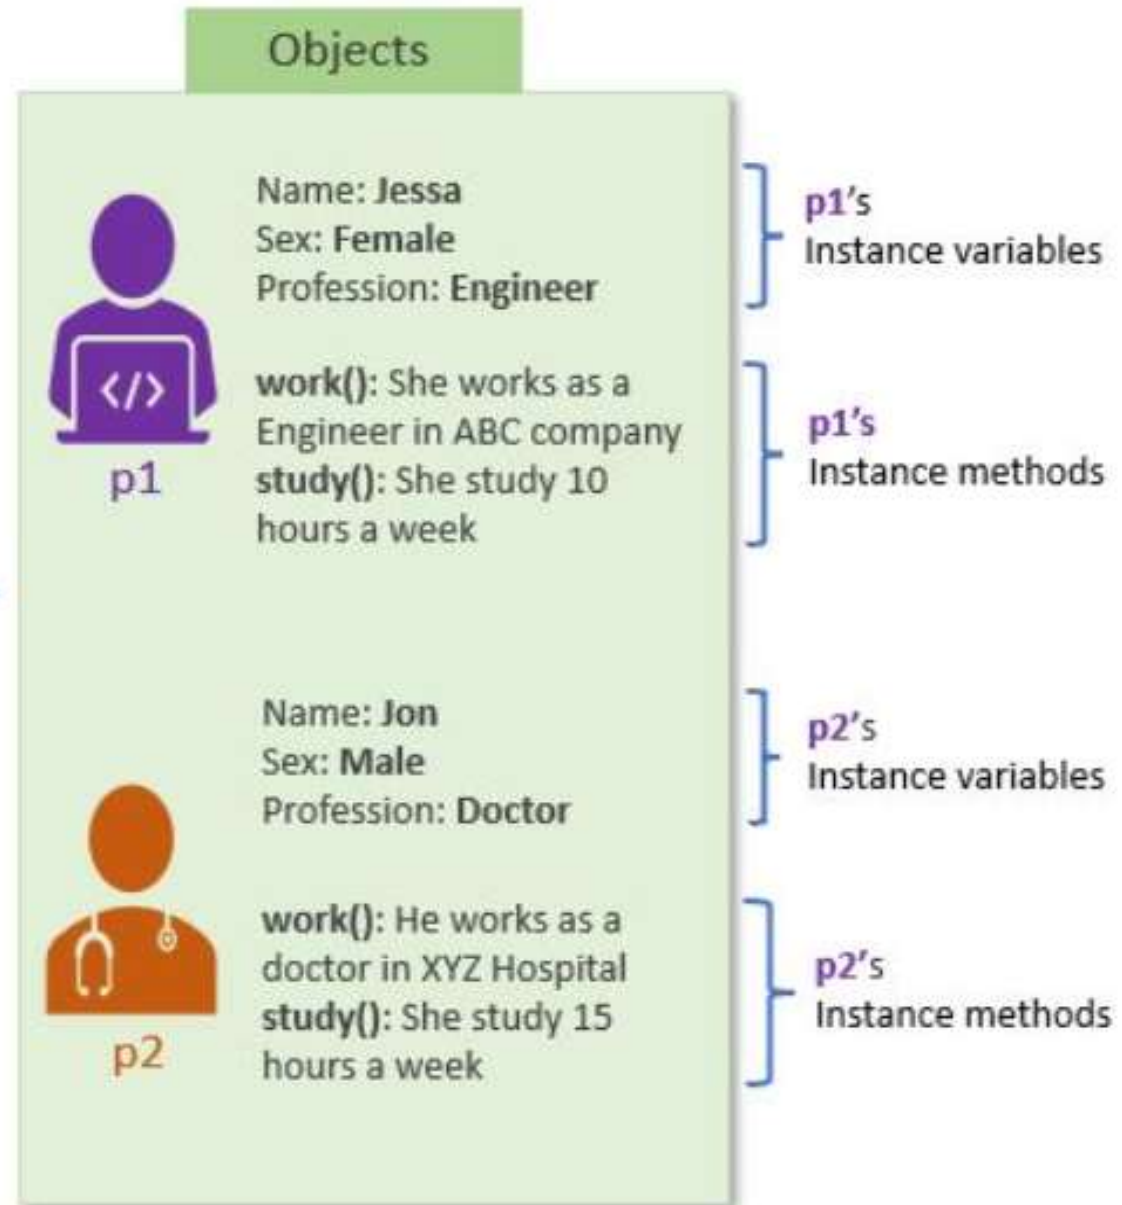 Objects
Name: Jessa
Sex: Female
Profession: Engineer
p1's
Instance variables
</>
work(): She works as a
Engineer in ABC company
study(): She study 10
hours a week
p1's
Instance methods
p1
Name: Jon
Sex: Male
Profession: Doctor
p2's
Instance variables
work(): He works as a
doctor in XYZ Hospital
study(): She study 15
hours a week
p2's
Instance methods
p2